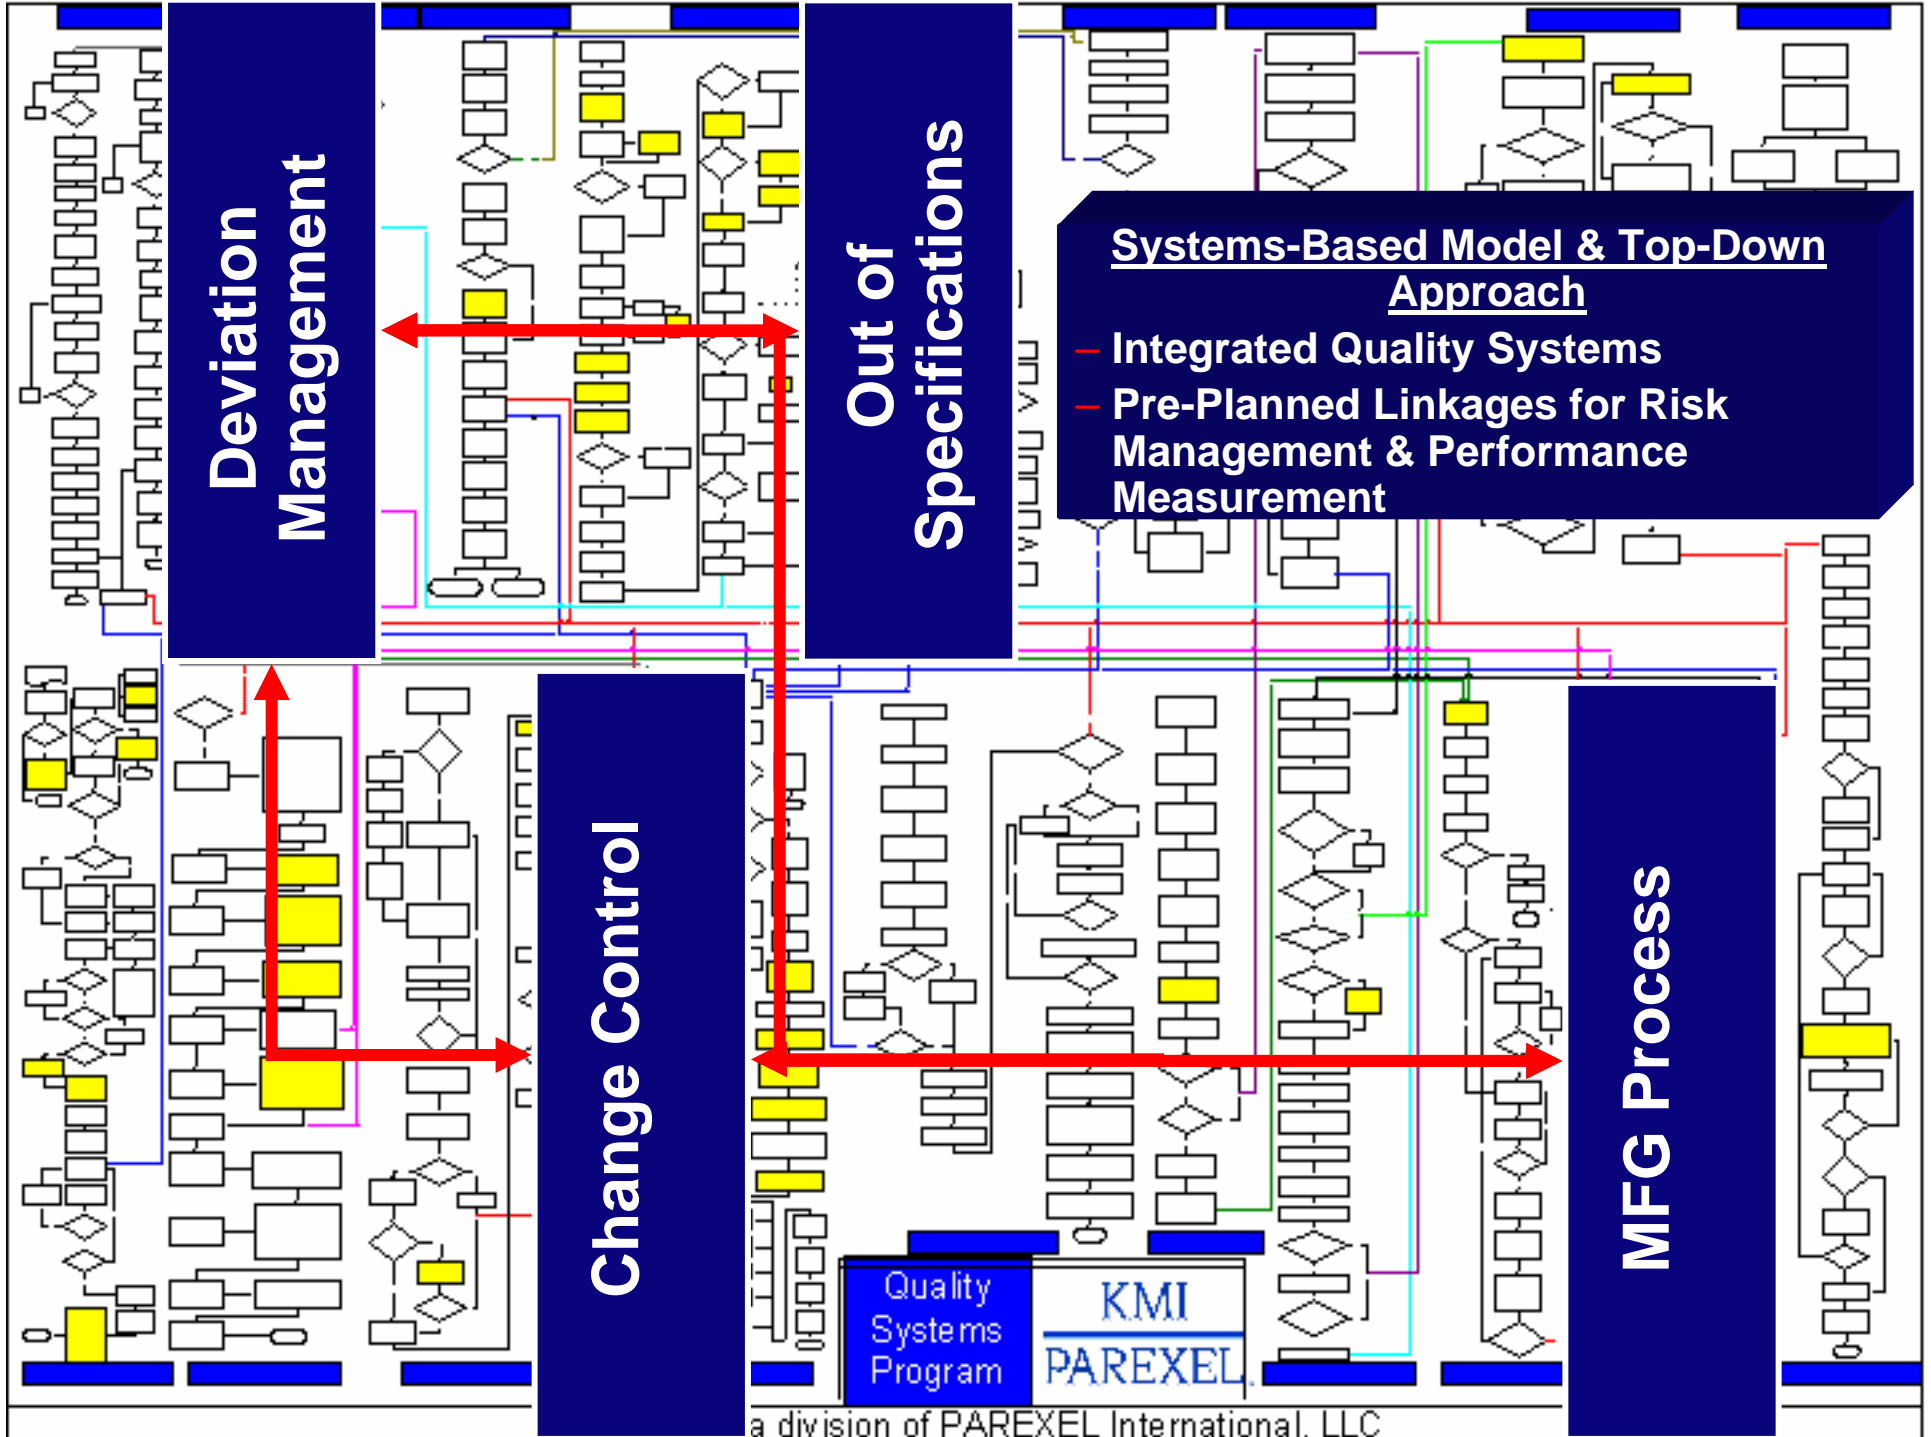 Deviation
Management
Out of
Specifications
Systems-Based Model & Top-Down
Approach
– Integrated Quality Systems
– Pre-Planned Linkages for Risk
Management & Performance
Measurement
Change Control
MFG Process
Quality
Systems
Program
KMI
PAREXEL
a division of PAREXEL International, LLC